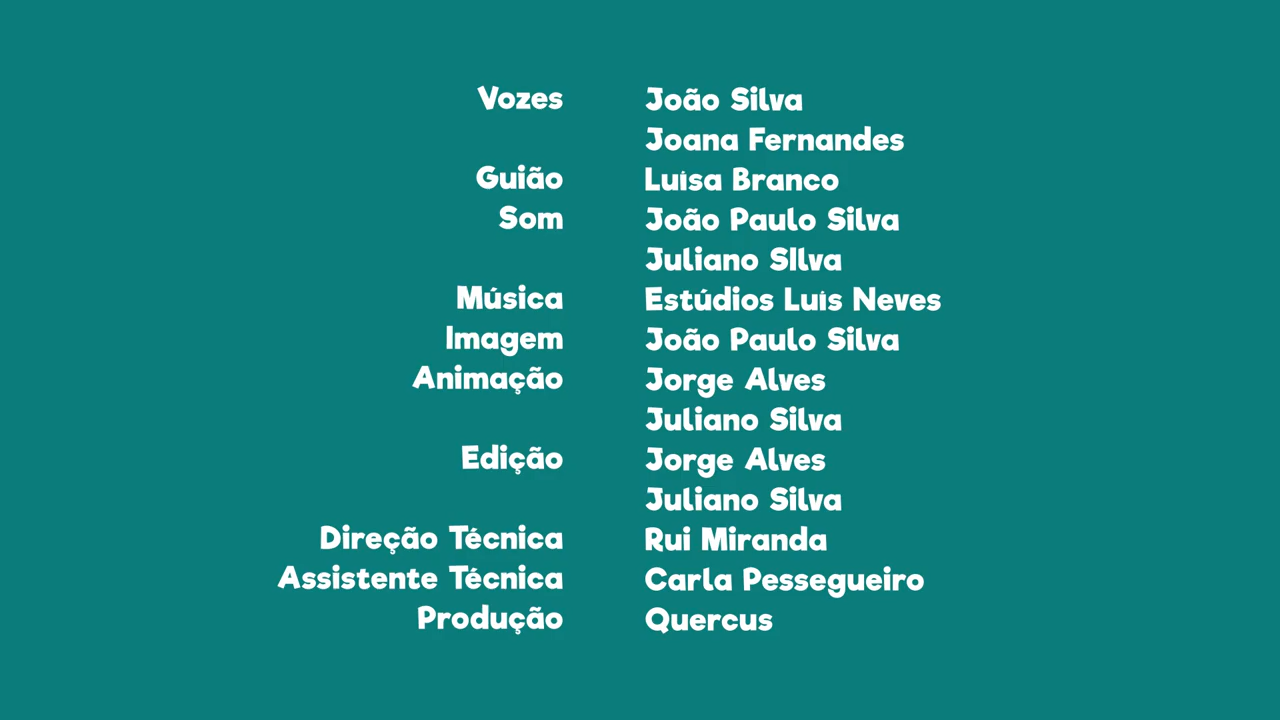 Vozes João Silva
Joana Fernandes
Guião Luísa Branco
Som João Paulo Silva
Juliano SIlva
Música Estúdios Luís Neves
Imagem João Paulo Silva
Animação Jorge Alves
Juliano Silva
Edição Jorge Alves
Juliano Silva
Direção Técnica Rui Miranda
Assistente Técnica Carla Pessegueiro
Produção Quercus